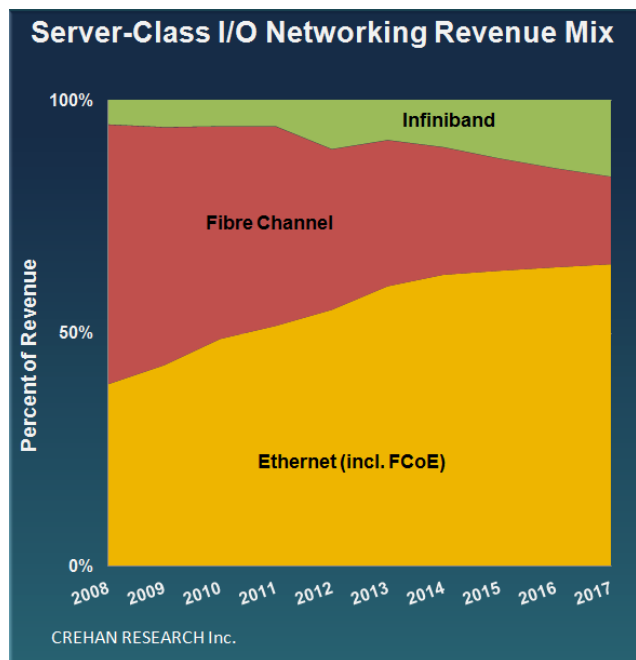 Server-Class I/O Networking Revenue Mix
100%
Infiniband
Fibre Channel
50%
Percent of Revenue
Ethernet (incl. FCoE)
0%
2008 2009 2010 2011 2012 2013 2014 2015 2016 2017
CREHAN RESEARCH Inc.